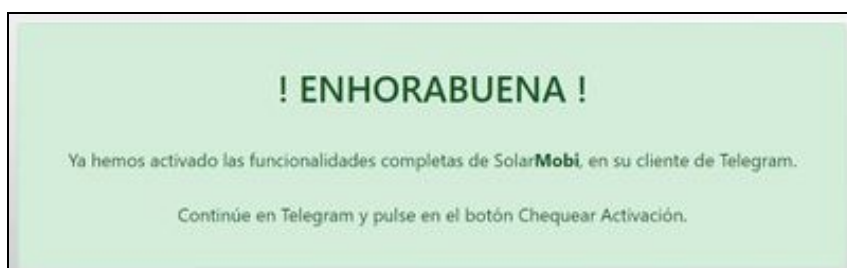 ! ENHORABUENA !
Ya hemos activado las funcionalidades completas de SolarMobi, en su cliente de Telegram.
Continúe en Telegram y pulse en el botón Chequear Activación.